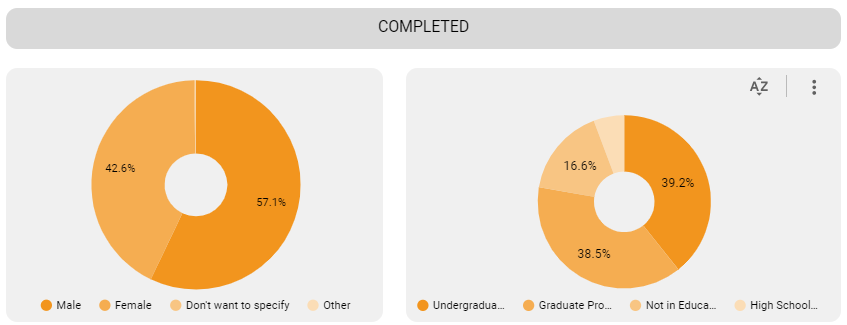 COMPLETED
AZ
42.6%
57.1%
Male Female Don't want to specify Other
39.2%
16.6%
38.5%
Undergradua... Graduate Pro... Not in Educa... High School...